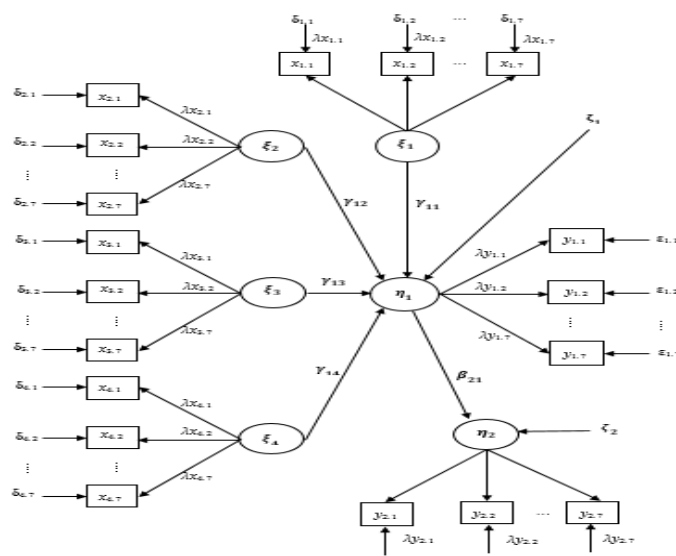 δ₁.₁ δ₁.₂ ... δ₁.₇
λx₁.₁ λx₁.₂ λx₁.₇
x₁.₁ x₁.₂ ... x₁.₇
ξ₁
δ₂.₁ x₂.₁ λx₂.₁
δ₂.₂ x₂.₂ λx₂.₂ ξ₂
⋮ ⋮
δ₂.₇ x₂.₇ λx₂.₇
ζ₁
γ₁₂ γ₁₁
δ₃.₁ x₃.₁ λx₃.₁
δ₃.₂ x₃.₂ λx₃.₂ ξ₃ γ₁₃ η₁
⋮ ⋮
δ₃.₇ x₃.₇ λx₃.₇
λy₁.₁ y₁.₁ ε₁.₁
λy₁.₂ y₁.₂ ε₁.₂
⋮ ⋮
λy₁.₇ y₁.₇ ε₁.₇
γ₁₄ β₂₁
δ₄.₁ x₄.₁ λx₄.₁
δ₄.₂ x₄.₂ λx₄.₂ ξ₄
⋮ ⋮
δ₄.₇ x₄.₇ λx₄.₇
η₂ ζ₂
y₂.₁ y₂.₂ ... y₂.₇
λy₂.₁ λy₂.₂ λy₂.₇